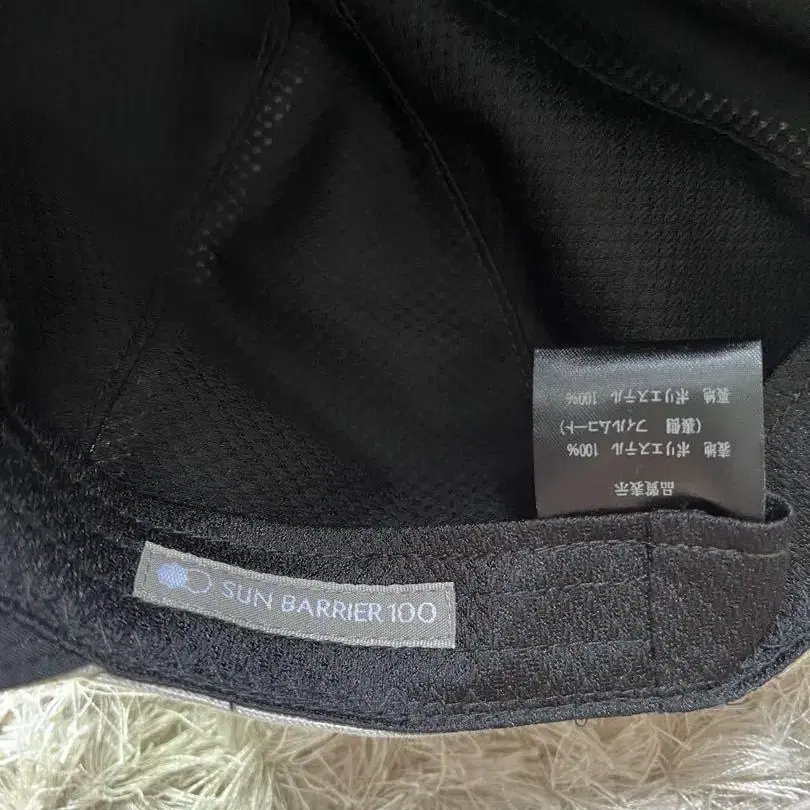 品質表示
表地 ポリエステル 100%
(裏側 フィルムコート)
裏地 ポリエステル 100%
SUN BARRIER 100